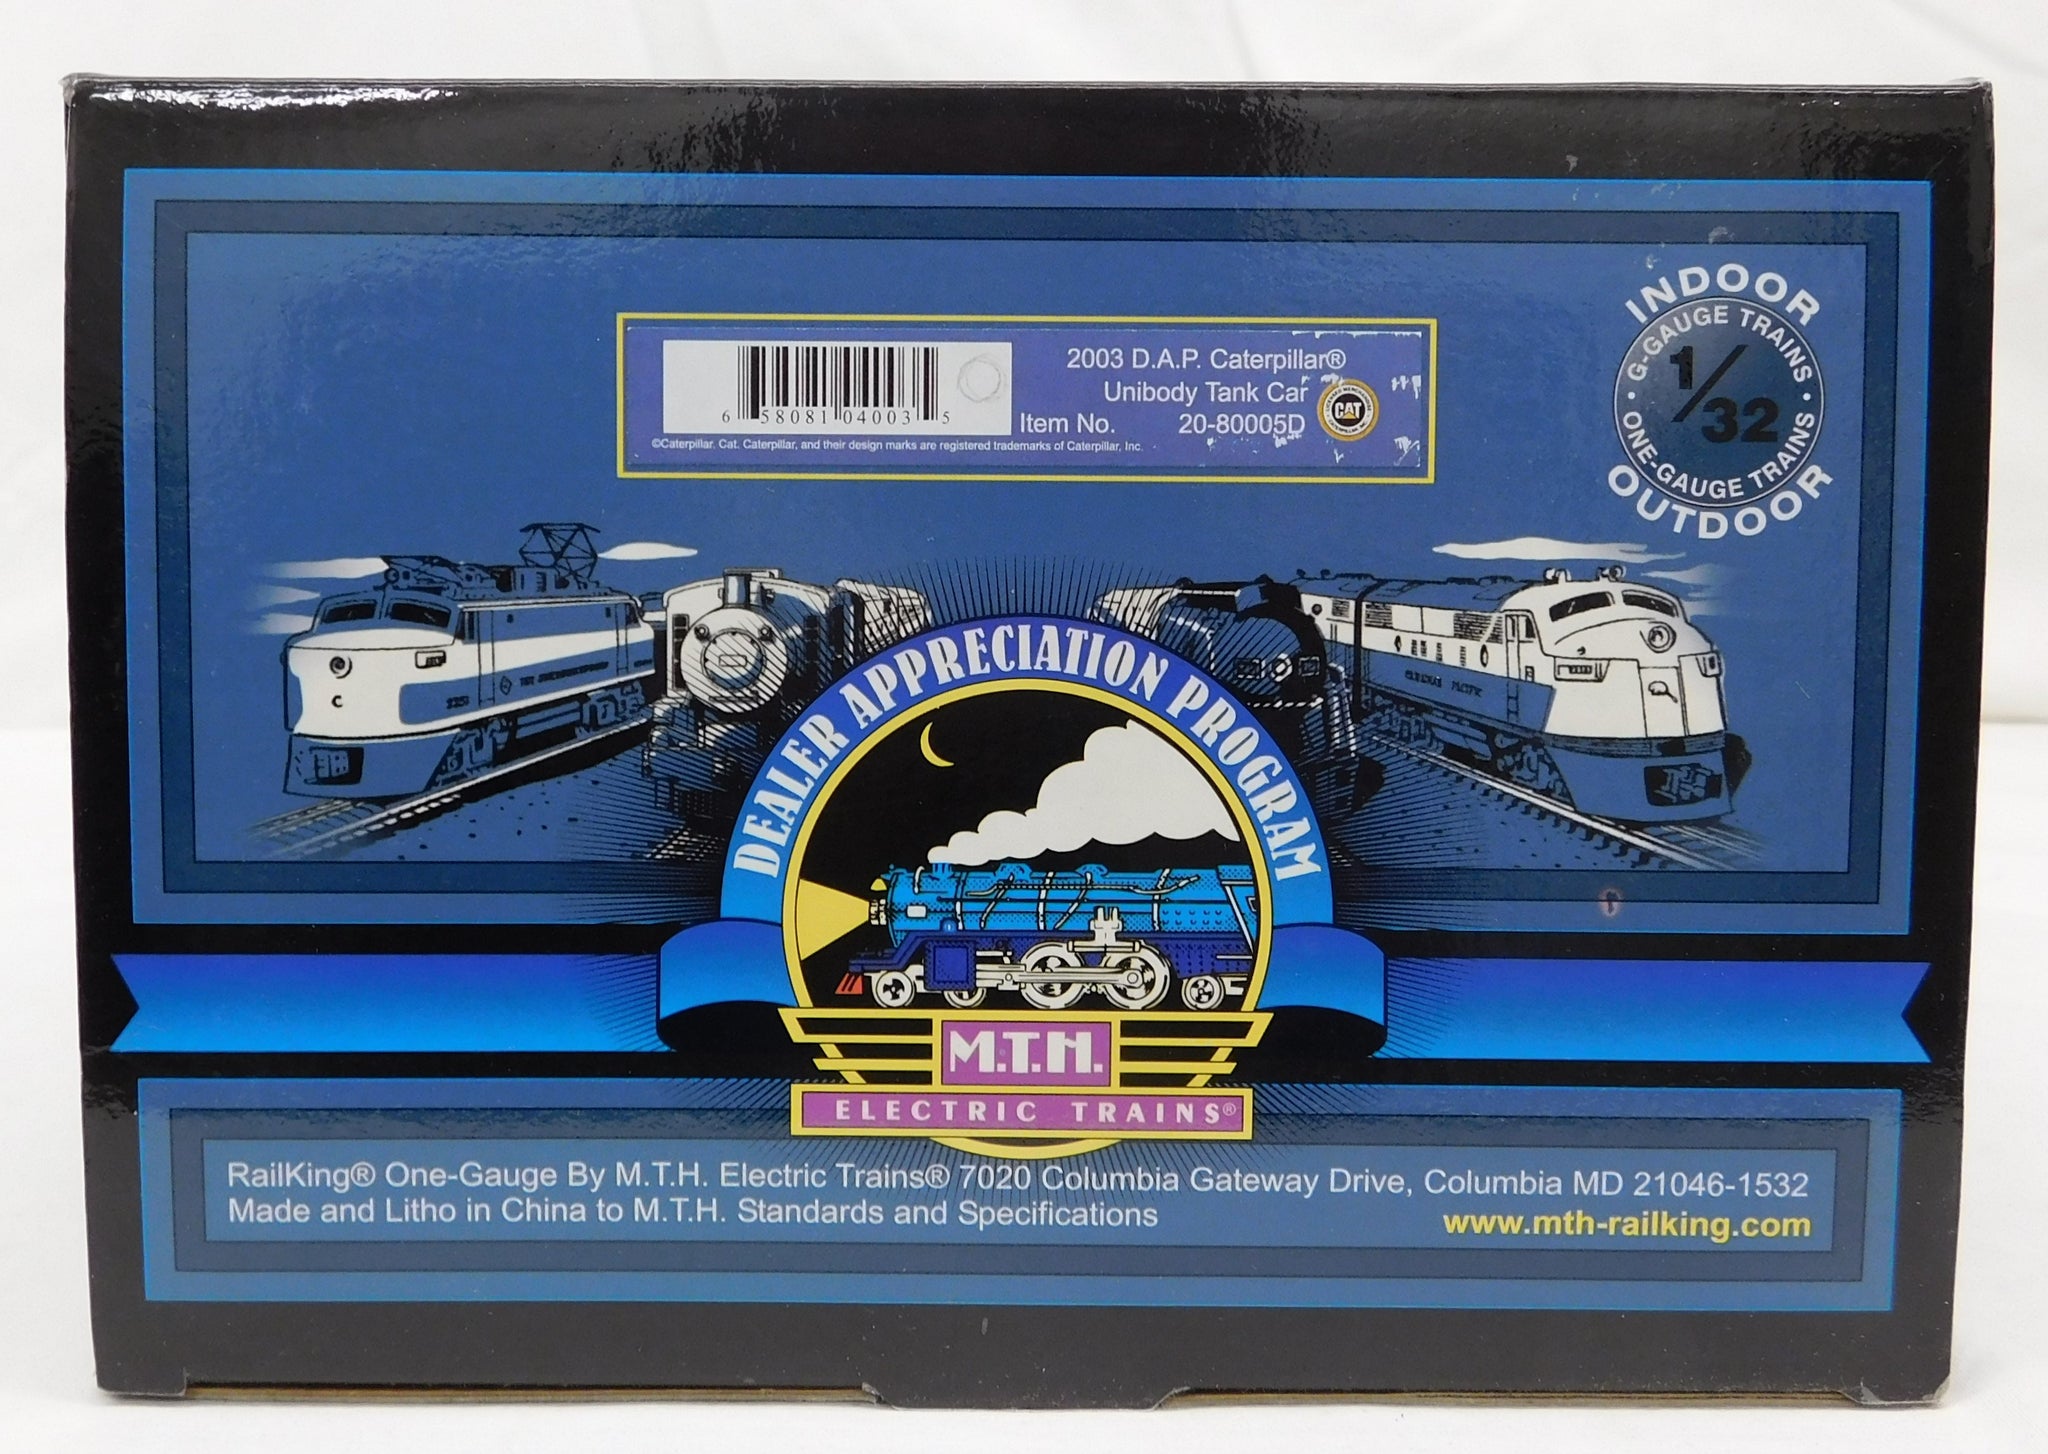 INDOOR
G-GAUGE TRAINS
1/32
ONE-GAUGE TRAINS
OUTDOOR
2003 D.A.P. Caterpillar®
Unibody Tank Car
6 58081 04003 5
Item No. 20-80005D
CAT
©Caterpillar, Cat. Caterpillar, and their design marks are registered trademarks of Caterpillar, Inc.
DEALER APPRECIATION PROGRAM
M.T.H.
ELECTRIC TRAINS®
RailKing® One-Gauge By M.T.H. Electric Trains® 7020 Columbia Gateway Drive, Columbia MD 21046-1532
Made and Litho in China to M.T.H. Standards and Specifications
www.mth-railking.com